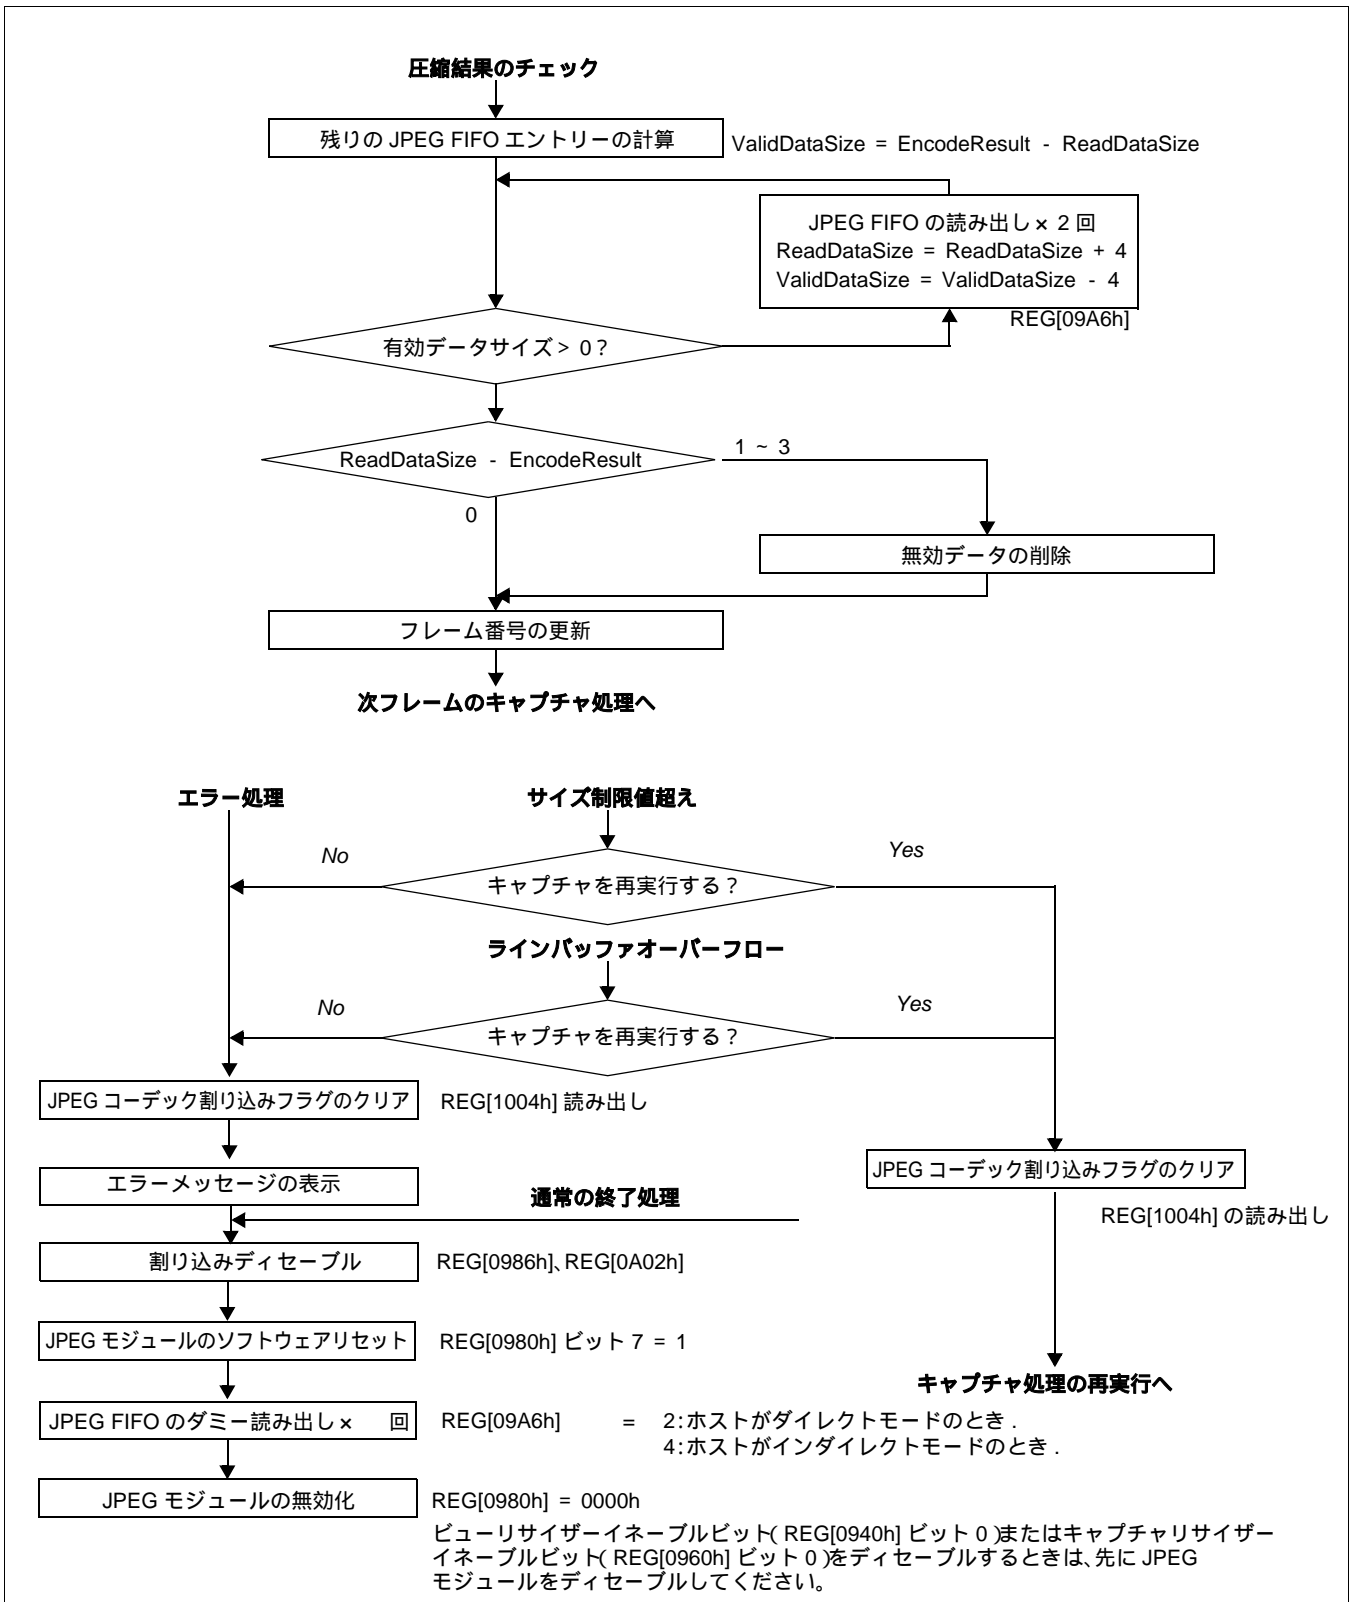 圧縮結果のチェック
残りの JPEG FIFO エントリーの計算
ValidDataSize = EncodeResult - ReadDataSize
JPEG FIFO の読み出し × 2 回
ReadDataSize = ReadDataSize + 4
ValidDataSize = ValidDataSize - 4
REG[09A6h]
有効データサイズ > 0 ?
ReadDataSize - EncodeResult
1 ~ 3
0
無効データの削除
フレーム番号の更新
次フレームのキャプチャ処理へ
エラー処理
サイズ制限値超え
No
キャプチャを再実行する ?
Yes
ラインバッファオーバーフロー
No
キャプチャを再実行する ?
Yes
JPEG コーデック割り込みフラグのクリア
REG[1004h] 読み出し
JPEG コーデック割り込みフラグのクリア
REG[1004h] の読み出し
エラーメッセージの表示
通常の終了処理
割り込みディセーブル
REG[0986h]、REG[0A02h]
JPEG モジュールのソフトウェアリセット
REG[0980h] ビット 7 = 1
キャプチャ処理の再実行へ
JPEG FIFO のダミー読み出し × 回
REG[09A6h] = 2:ホストがダイレクトモードのとき .
4:ホストがインダイレクトモードのとき .
JPEG モジュールの無効化
REG[0980h] = 0000h
ビューリサイザーイネーブルビット( REG[0940h] ビット 0 )またはキャプチャリサイザー
イネーブルビット( REG[0960h] ビット 0 )をディセーブルするときは、先に JPEG
モジュールをディセーブルしてください。